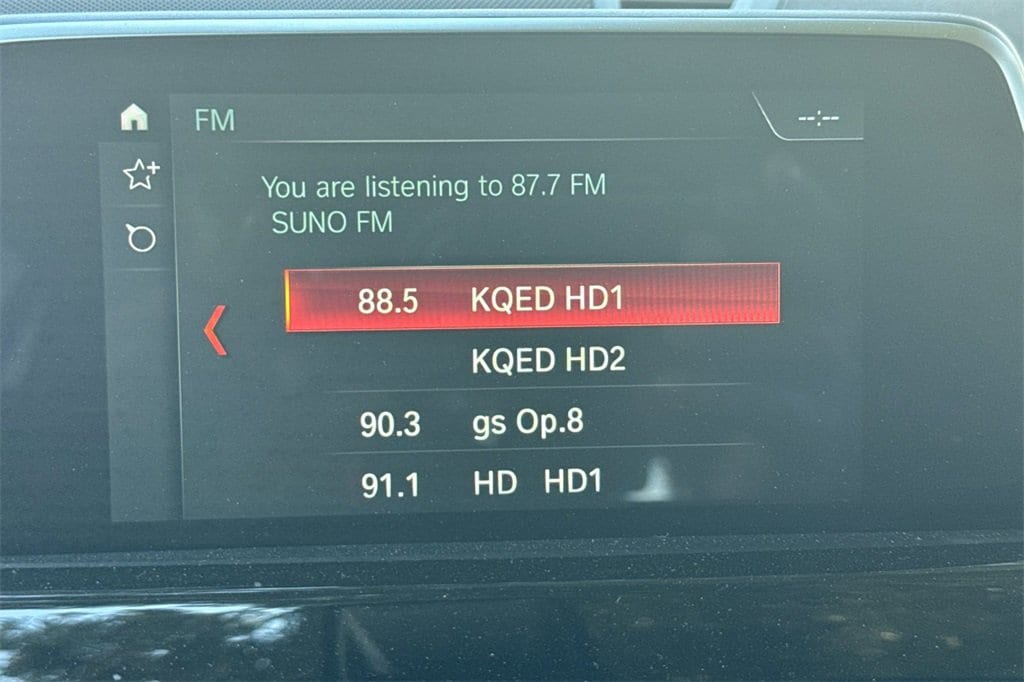 FM
--:--
You are listening to 87.7 FM
SUNO FM
88.5 KQED HD1
KQED HD2
90.3 gs Op.8
91.1 HD HD1